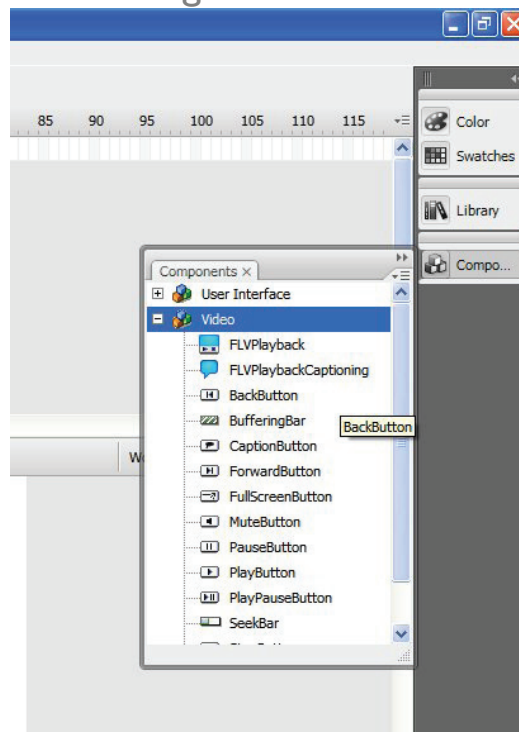 85 90 95 100 105 110 115
Color
Swatches
Library
Compo...
Components ×
User Interface
Video
FLVPlayback
FLVPlaybackCaptioning
BackButton
BufferingBar
BackButton
CaptionButton
ForwardButton
FullScreenButton
MuteButton
PauseButton
PlayButton
PlayPauseButton
SeekBar